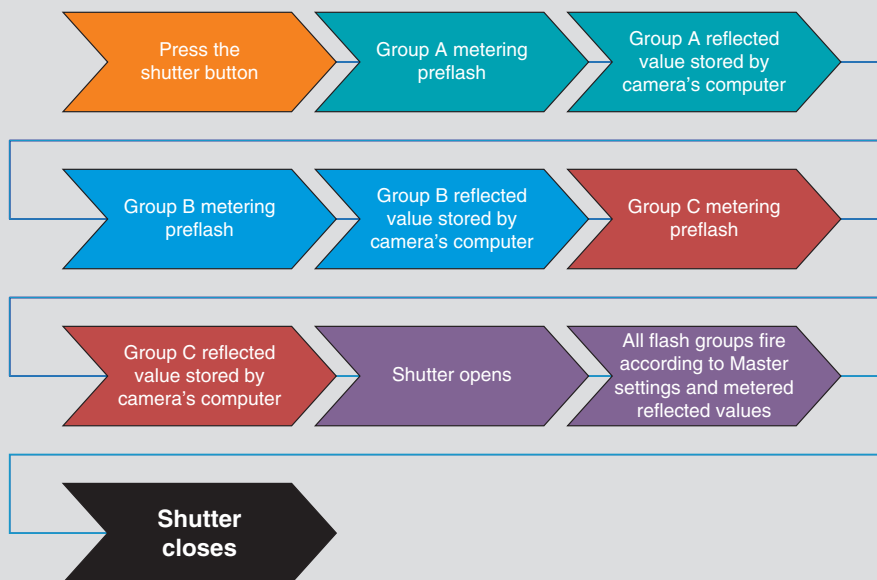 Press the
shutter button
Group A metering
preflash
Group A reflected
value stored by
camera's computer
Group B metering
preflash
Group B reflected
value stored by
camera's computer
Group C metering
preflash
Group C reflected
value stored by
camera's computer
Shutter opens
All flash groups fire
according to Master
settings and metered
reflected values
Shutter
closes